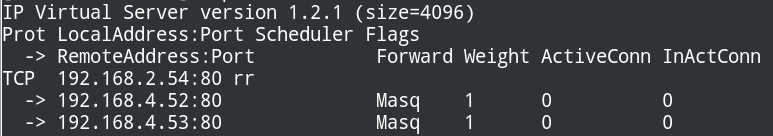 IP Virtual Server version 1.2.1 (size=4096)
Prot LocalAddress:Port Scheduler Flags
  -> RemoteAddress:Port           Forward Weight ActiveConn InActConn
TCP  192.168.2.54:80 rr
  -> 192.168.4.52:80              Masq    1      0          0
  -> 192.168.4.53:80              Masq    1      0          0